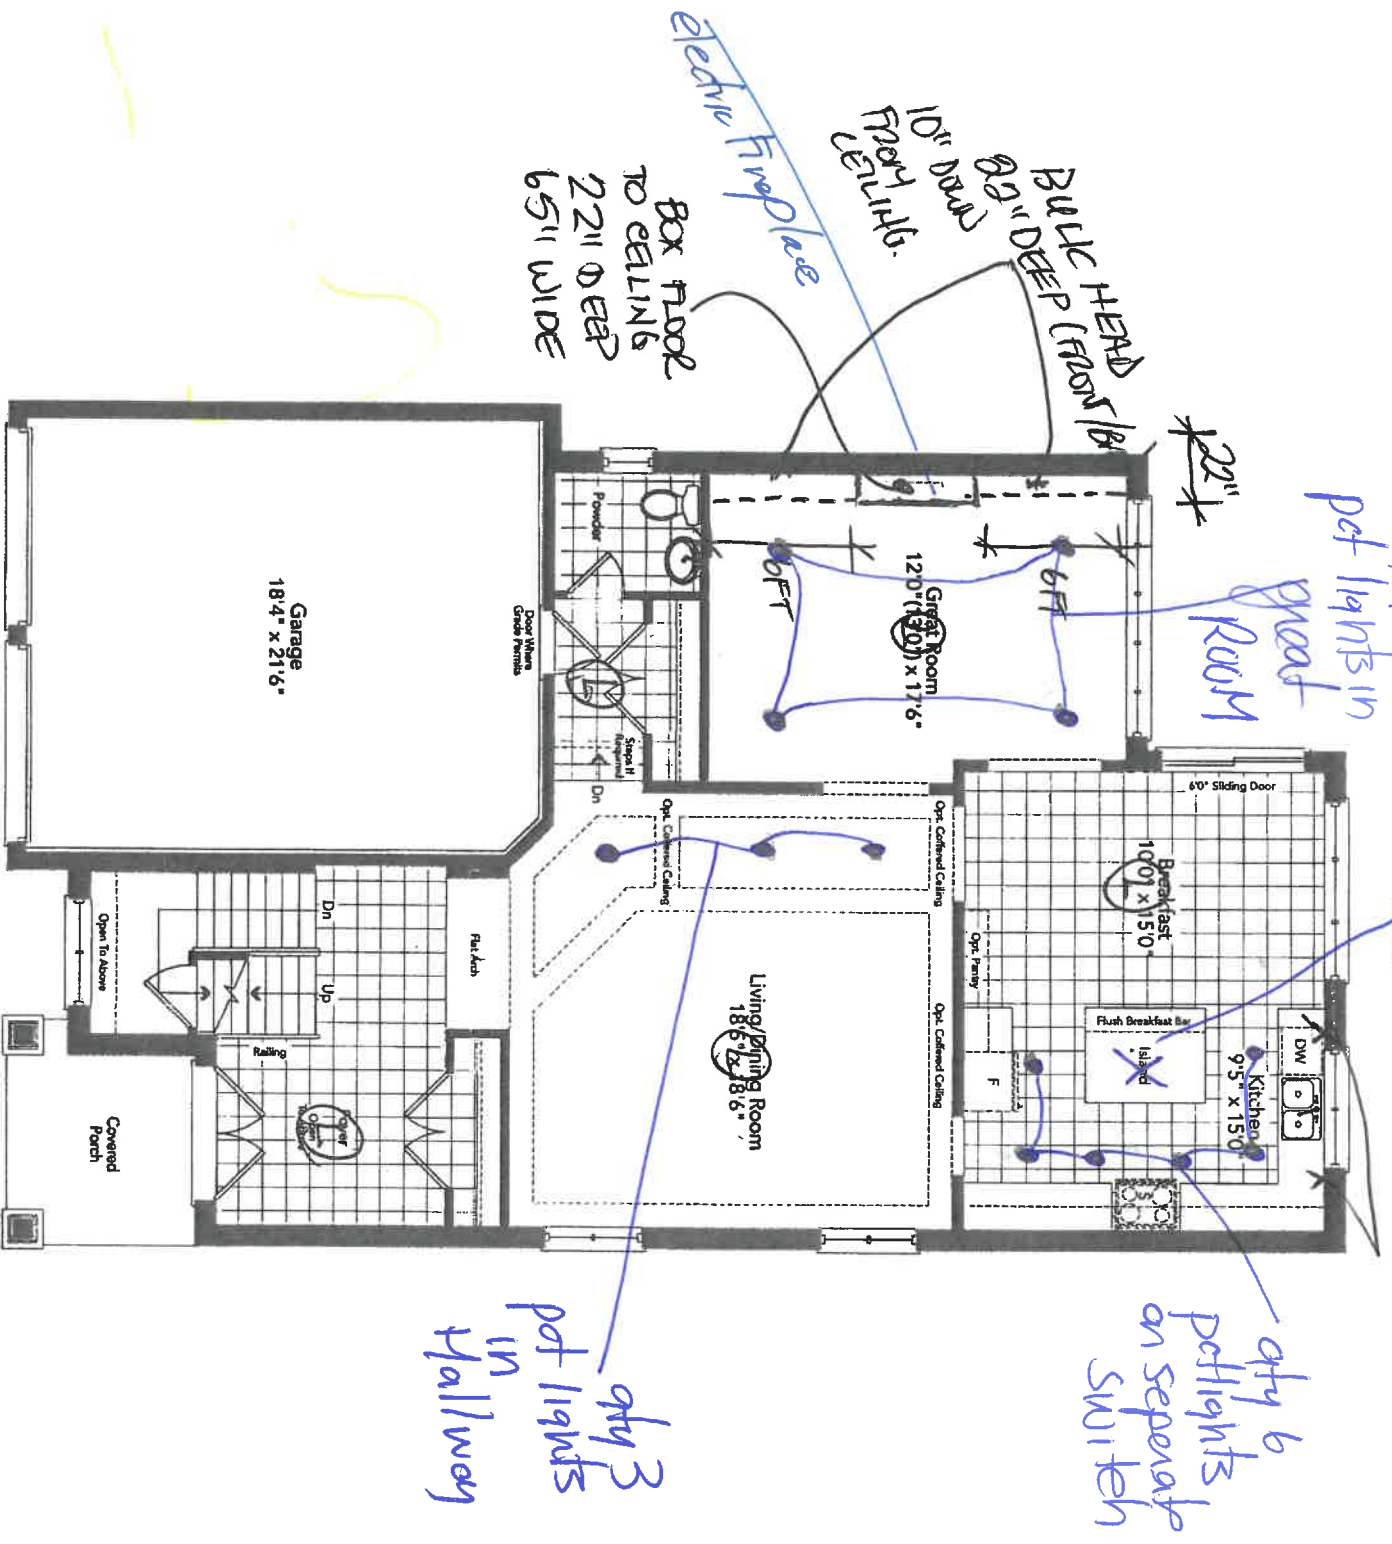 electric Fireplace
BULK HEAD
22" DEEP (FRONT/BA
10" DOWN
FROM
CEILING.
BOX FLOOR
TO CEILING
22" DEEP
65" WIDE
22"
pot lights in
great
ROOM
6FT
6FT
Great Room
12'0"(13'0") x 17'6"
Powder
Door Where
Grade Permits
Garage
18'4" x 21'6"
Steps If
Required
Dn
6'0" Sliding Door
Breakfast
x 15'0"
Opt. Coffered Ceiling
Opt. Coffered Ceiling
Opt. Coffered Ceiling
Opt. Pantry
Flush Breakfast Bar
Island
DW
Kitchen
9'5" x 15'0"
F
S
Living/Dining Room
18'6"
Flat Arch
Dn
Up
Open To Above
Railing
Foyer
Open
Covered
Porch
qty 6
potlights
on seperate
switch
qty 3
pot lights
in
Hallway